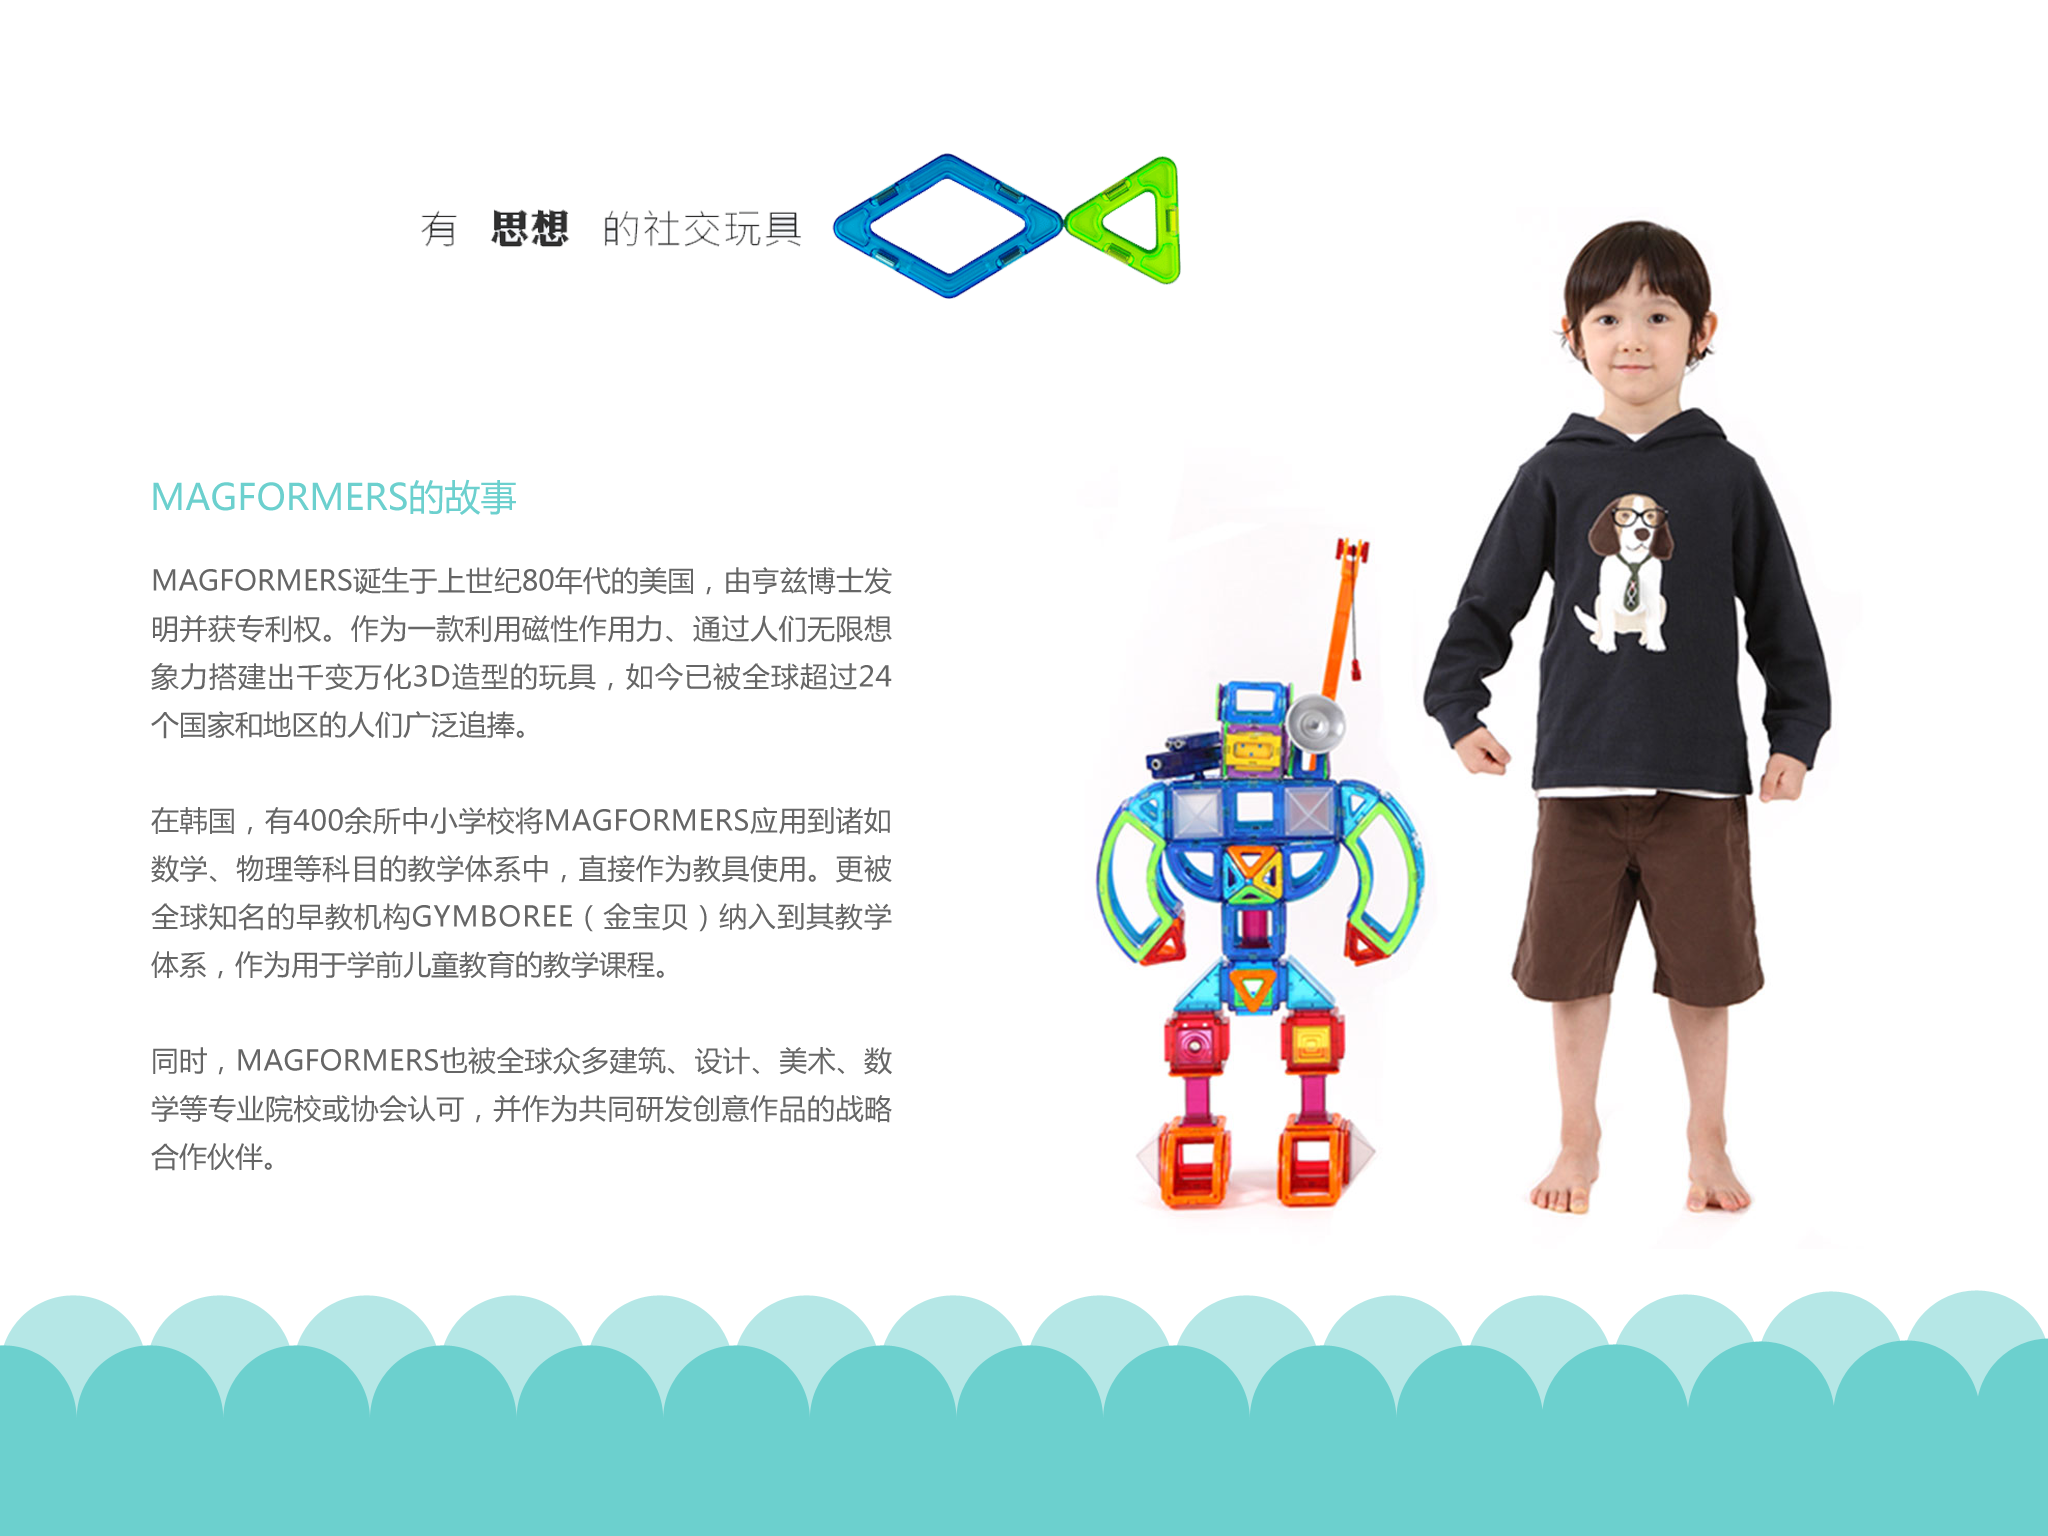 有 思想 的社交玩具
MAGFORMERS的故事
MAGFORMERS诞生于上世纪80年代的美国，由亨兹博士发
明并获专利权。作为一款利用磁性作用力、通过人们无限想
象力搭建出千变万化3D造型的玩具，如今已被全球超过24
个国家和地区的人们广泛追捧。
在韩国，有400余所中小学校将MAGFORMERS应用到诸如
数学、物理等科目的教学体系中，直接作为教具使用。更被
全球知名的早教机构GYMBOREE（金宝贝）纳入到其教学
体系，作为用于学前儿童教育的教学课程。
同时，MAGFORMERS也被全球众多建筑、设计、美术、数
学等专业院校或协会认可，并作为共同研发创意作品的战略
合作伙伴。